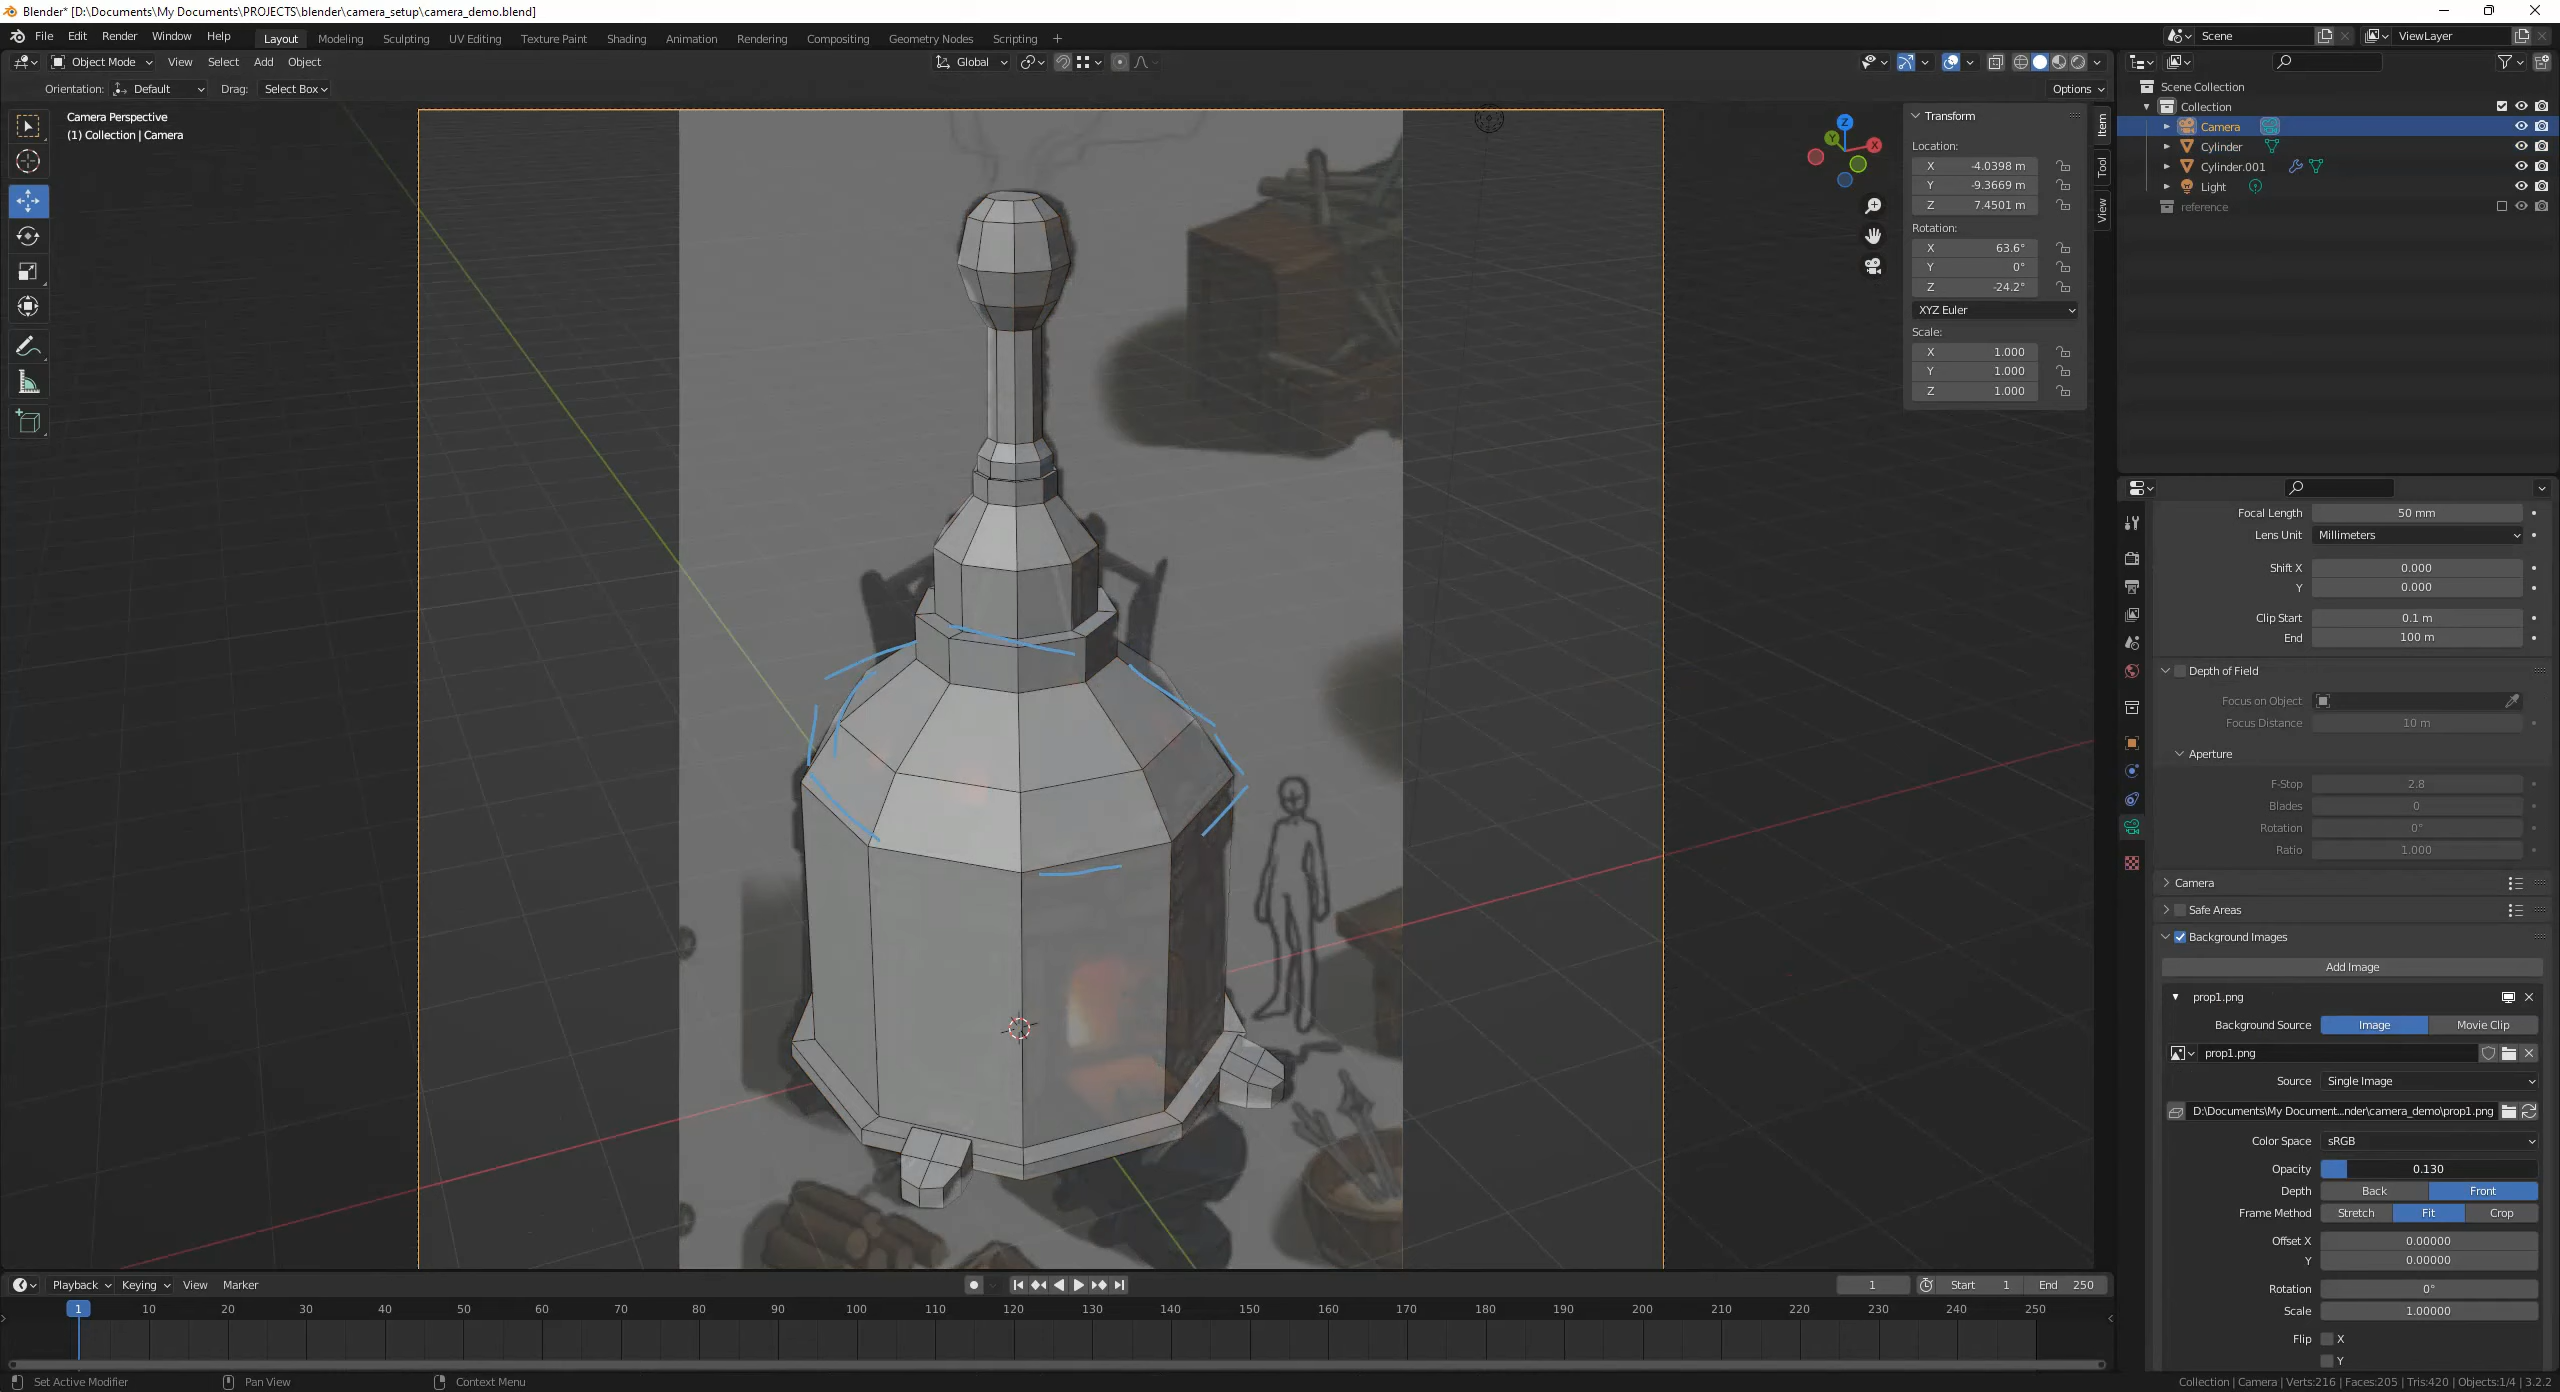 Blender* [D:\Documents\My Documents\PROJECTS\blender\camera_setup\camera_demo.blend]
File Edit Render Window Help Layout Modeling Sculpting UV Editing Texture Paint Shading Animation Rendering Compositing Geometry Nodes Scripting + Scene ViewLayer
Object Mode View Select Add Object Global
Orientation: Default Drag: Select Box Options
Camera Perspective
(1) Collection | Camera
Z
Y
X
Transform
Location:
X -4.0398 m
Y -9.3669 m
Z 7.4501 m
Rotation:
X 63.6°
Y 0°
Z -24.2°
XYZ Euler
Scale:
X 1.000
Y 1.000
Z 1.000
Item
Tool
View
Scene Collection
Collection
Camera
Cylinder
Cylinder.001
Light
reference
Focal Length 50 mm
Lens Unit Millimeters
Shift X 0.000
Y 0.000
Clip Start 0.1 m
End 100 m
Depth of Field
Focus on Object
Focus Distance 10 m
Aperture
F-Stop 2.8
Blades 0
Rotation 0°
Ratio 1.000
Camera
Safe Areas
Background Images
Add Image
prop1.png
Background Source Image Movie Clip
prop1.png
Source Single Image
D:\Documents\My Document...nder\camera_demo\prop1.png
Color Space sRGB
Opacity 0.130
Depth Back Front
Frame Method Stretch Fit Crop
Offset X 0.00000
Y 0.00000
Rotation 0°
Scale 1.00000
Flip X
Y
Playback Keying View Marker 1 Start 1 End 250
1 10 20 30 40 50 60 70 80 90 100 110 120 130 140 150 160 170 180 190 200 210 220 230 240 250
Set Active Modifier Pan View Context Menu Collection | Camera | Verts:216 | Faces:205 | Tris:420 | Objects:1/4 | 3.2.2